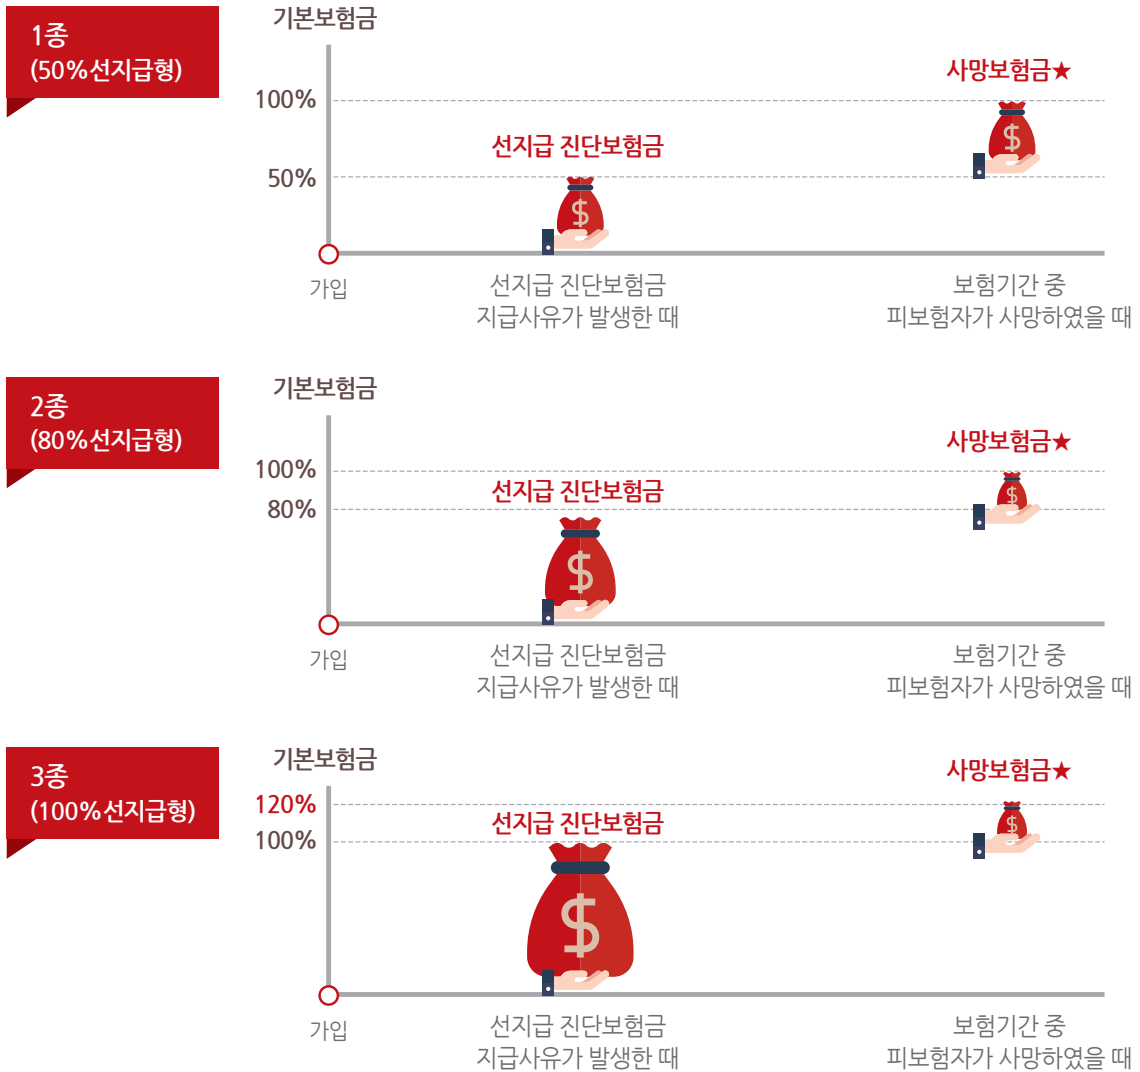 1종
(50%선지급형)
기본보험금
100%
사망보험금★
선지급 진단보험금
50%
$
$
가입
선지급 진단보험금
지급사유가 발생한 때
보험기간 중
피보험자가 사망하였을 때
2종
(80%선지급형)
기본보험금
100%
사망보험금★
선지급 진단보험금
80%
$
$
가입
선지급 진단보험금
지급사유가 발생한 때
보험기간 중
피보험자가 사망하였을 때
3종
(100%선지급형)
기본보험금
사망보험금★
120%
선지급 진단보험금
100%
$
$
가입
선지급 진단보험금
지급사유가 발생한 때
보험기간 중
피보험자가 사망하였을 때